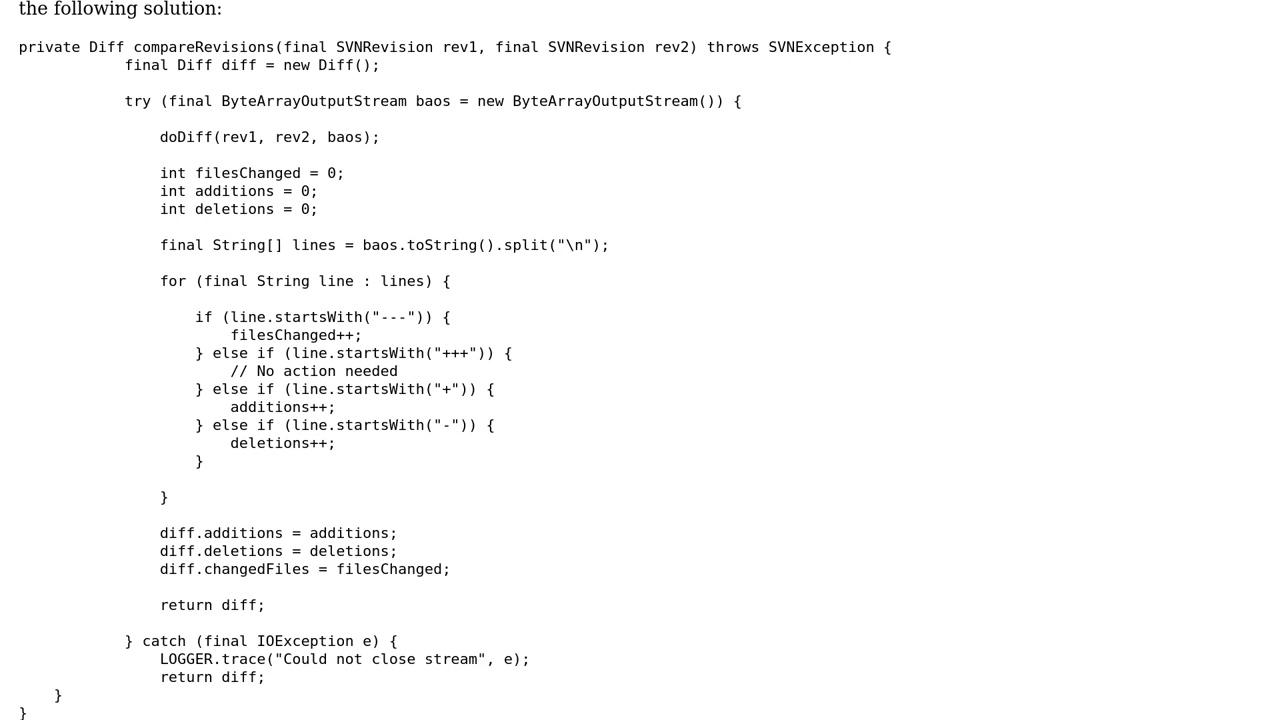 the following solution:
private Diff compareRevisions(final SVNRevision rev1, final SVNRevision rev2) throws SVNException {
            final Diff diff = new Diff();

            try (final ByteArrayOutputStream baos = new ByteArrayOutputStream()) {

                doDiff(rev1, rev2, baos);

                int filesChanged = 0;
                int additions = 0;
                int deletions = 0;

                final String[] lines = baos.toString().split("\n");

                for (final String line : lines) {

                    if (line.startsWith("---")) {
                        filesChanged++;
                    } else if (line.startsWith("+++")) {
                        // No action needed
                    } else if (line.startsWith("+")) {
                        additions++;
                    } else if (line.startsWith("-")) {
                        deletions++;
                    }

                }

                diff.additions = additions;
                diff.deletions = deletions;
                diff.changedFiles = filesChanged;

                return diff;

            } catch (final IOException e) {
                LOGGER.trace("Could not close stream", e);
                return diff;
    }
}